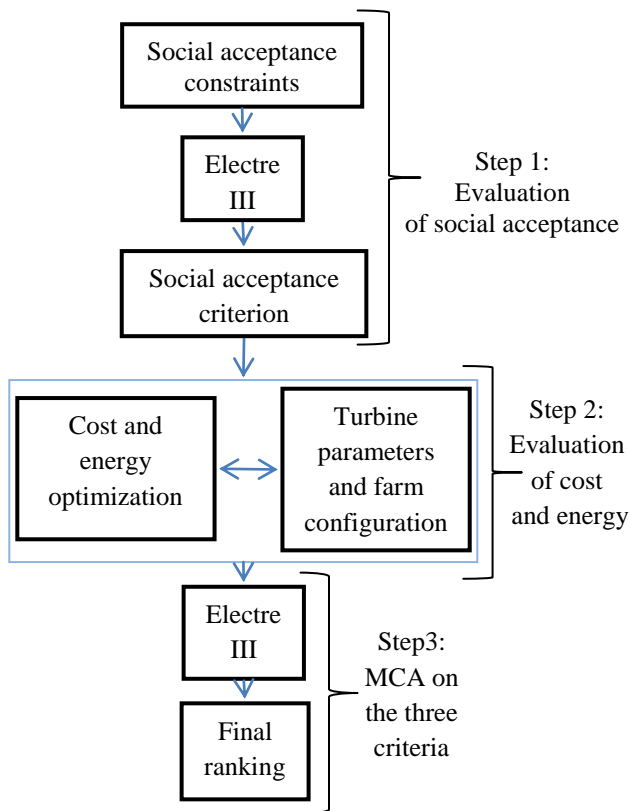 Social acceptance
constraints
Electre
III
Social acceptance
criterion
Step 1:
Evaluation
of social acceptance
Cost and
energy
optimization
Turbine
parameters
and farm
configuration
Step 2:
Evaluation
of cost
and energy
Electre
III
Final
ranking
Step3:
MCA on
the three
criteria